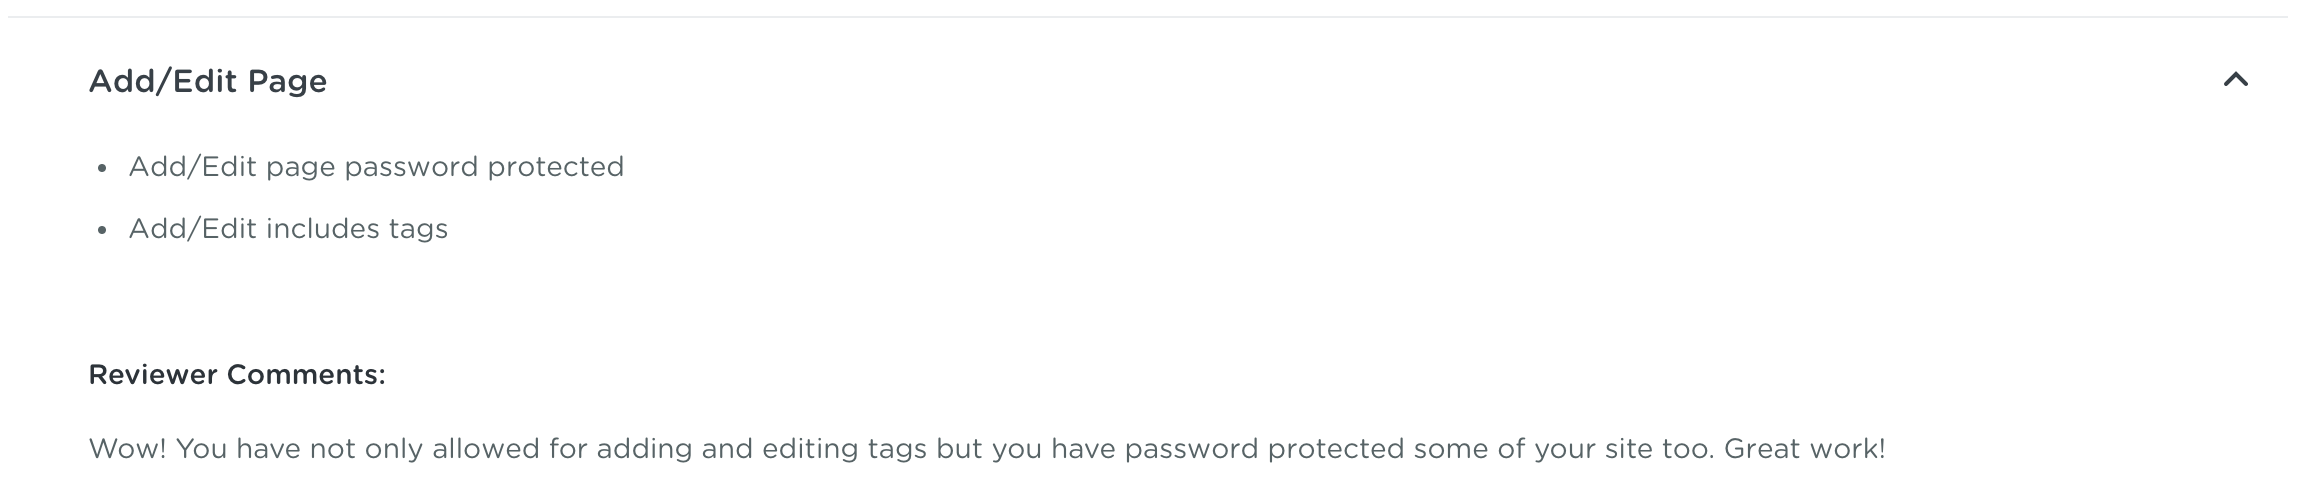 Add/Edit Page
• Add/Edit page password protected
• Add/Edit includes tags
Reviewer Comments:
Wow! You have not only allowed for adding and editing tags but you have password protected some of your site too. Great work!